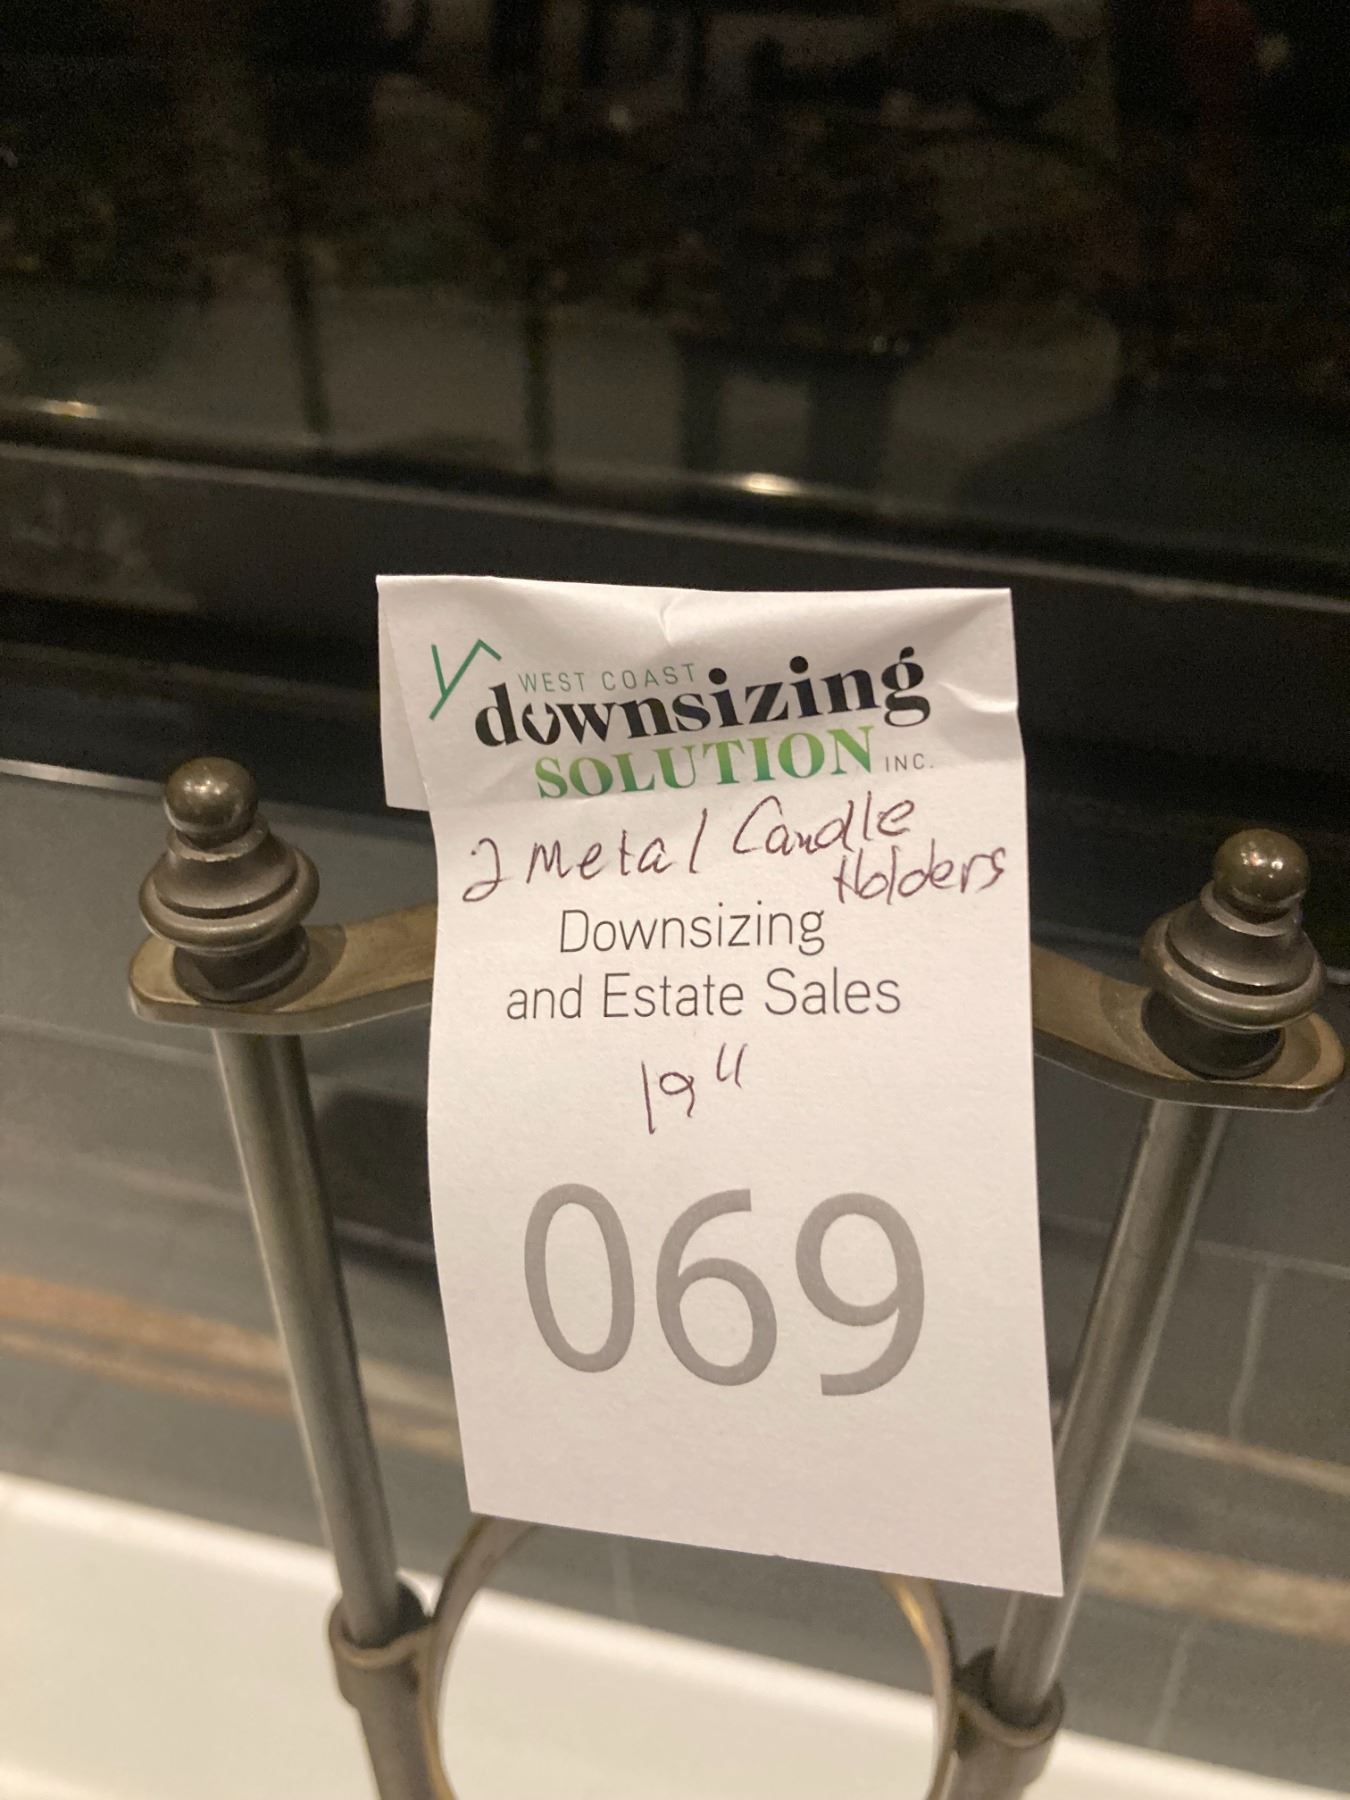 WEST COAST
downsizing
SOLUTION INC.
2 Metal Candle
Holders
Downsizing
and Estate Sales
19"
069